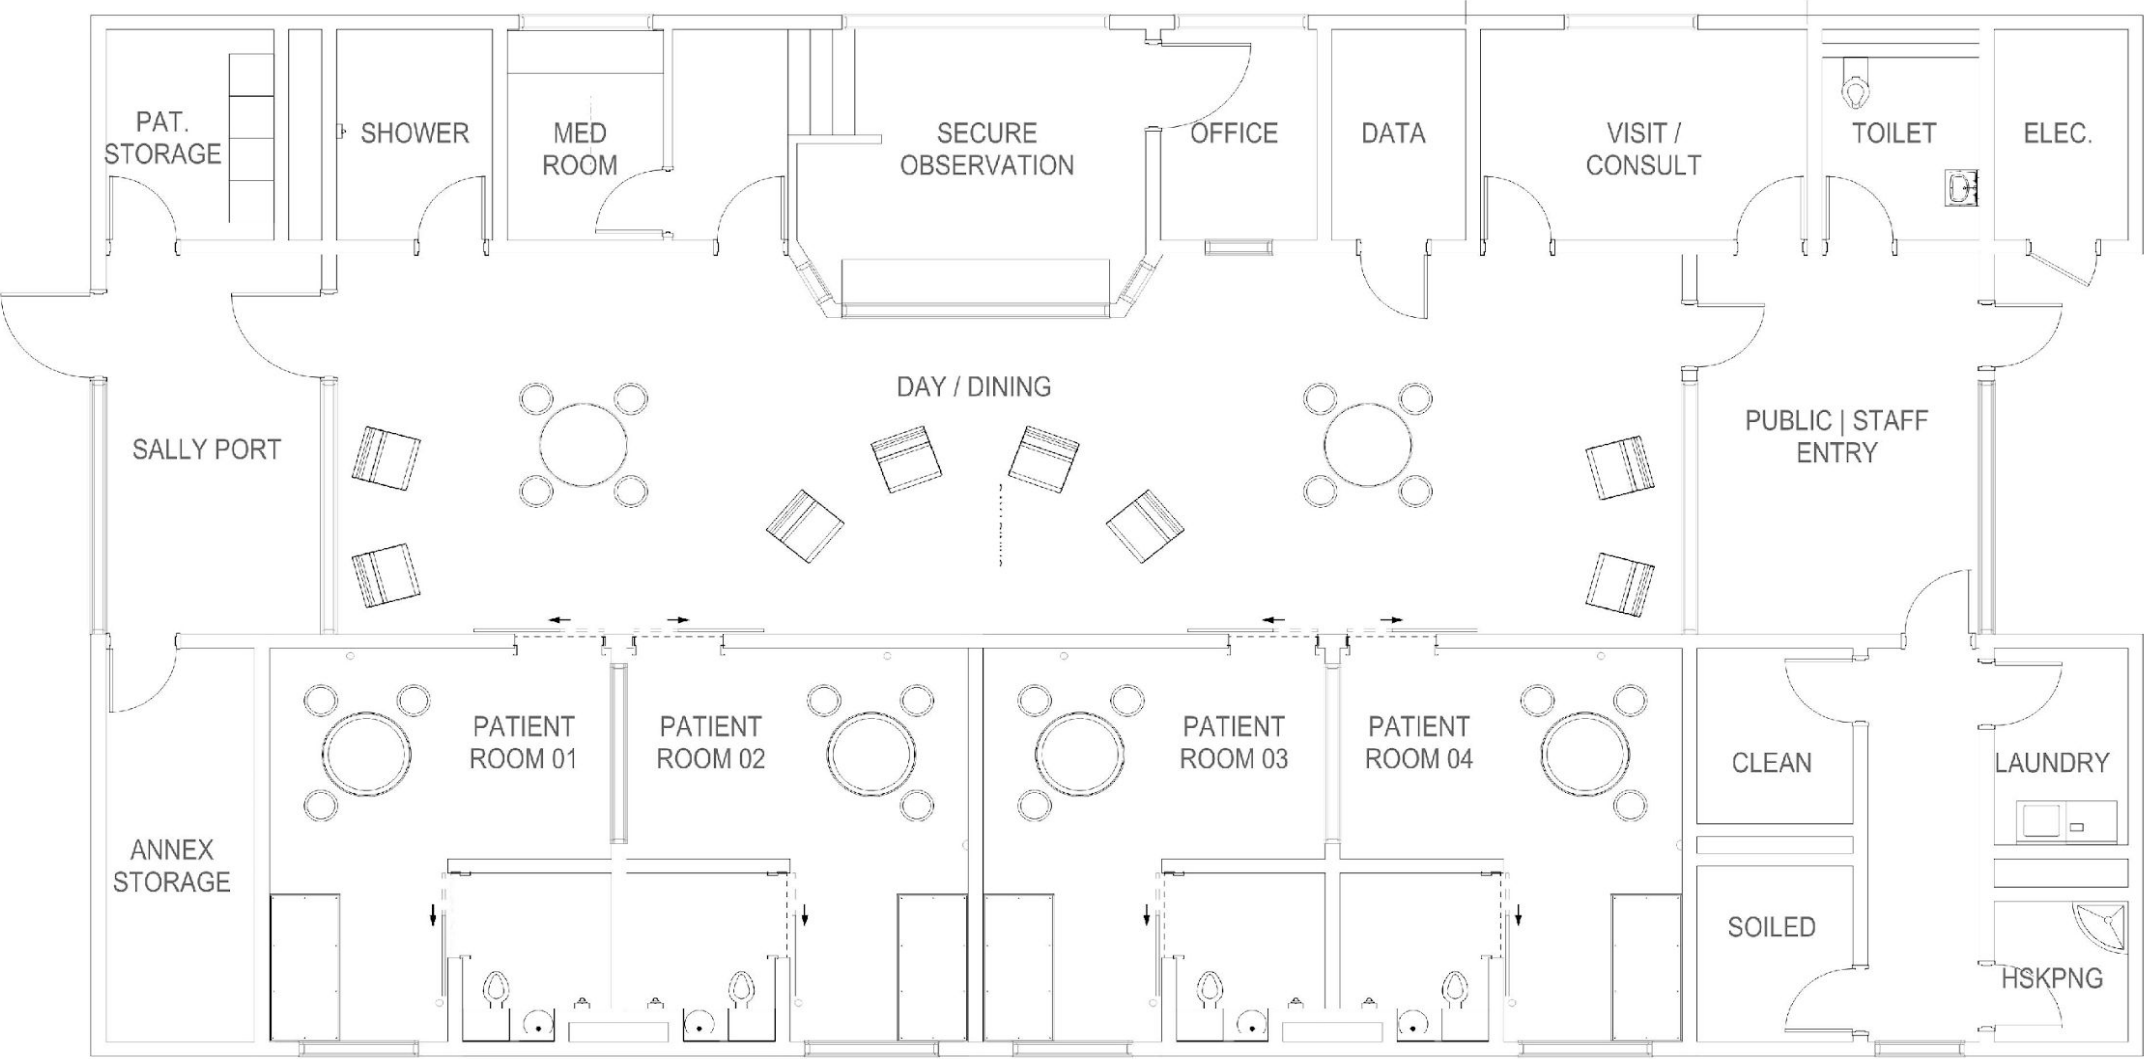 PAT.
STORAGE
SHOWER
MED
ROOM
SECURE
OBSERVATION
OFFICE
DATA
VISIT /
CONSULT
TOILET
ELEC.
SALLY PORT
DAY / DINING
PUBLIC | STAFF
ENTRY
ANNEX
STORAGE
PATIENT
ROOM 01
PATIENT
ROOM 02
PATIENT
ROOM 03
PATIENT
ROOM 04
CLEAN
LAUNDRY
SOILED
HSKPNG